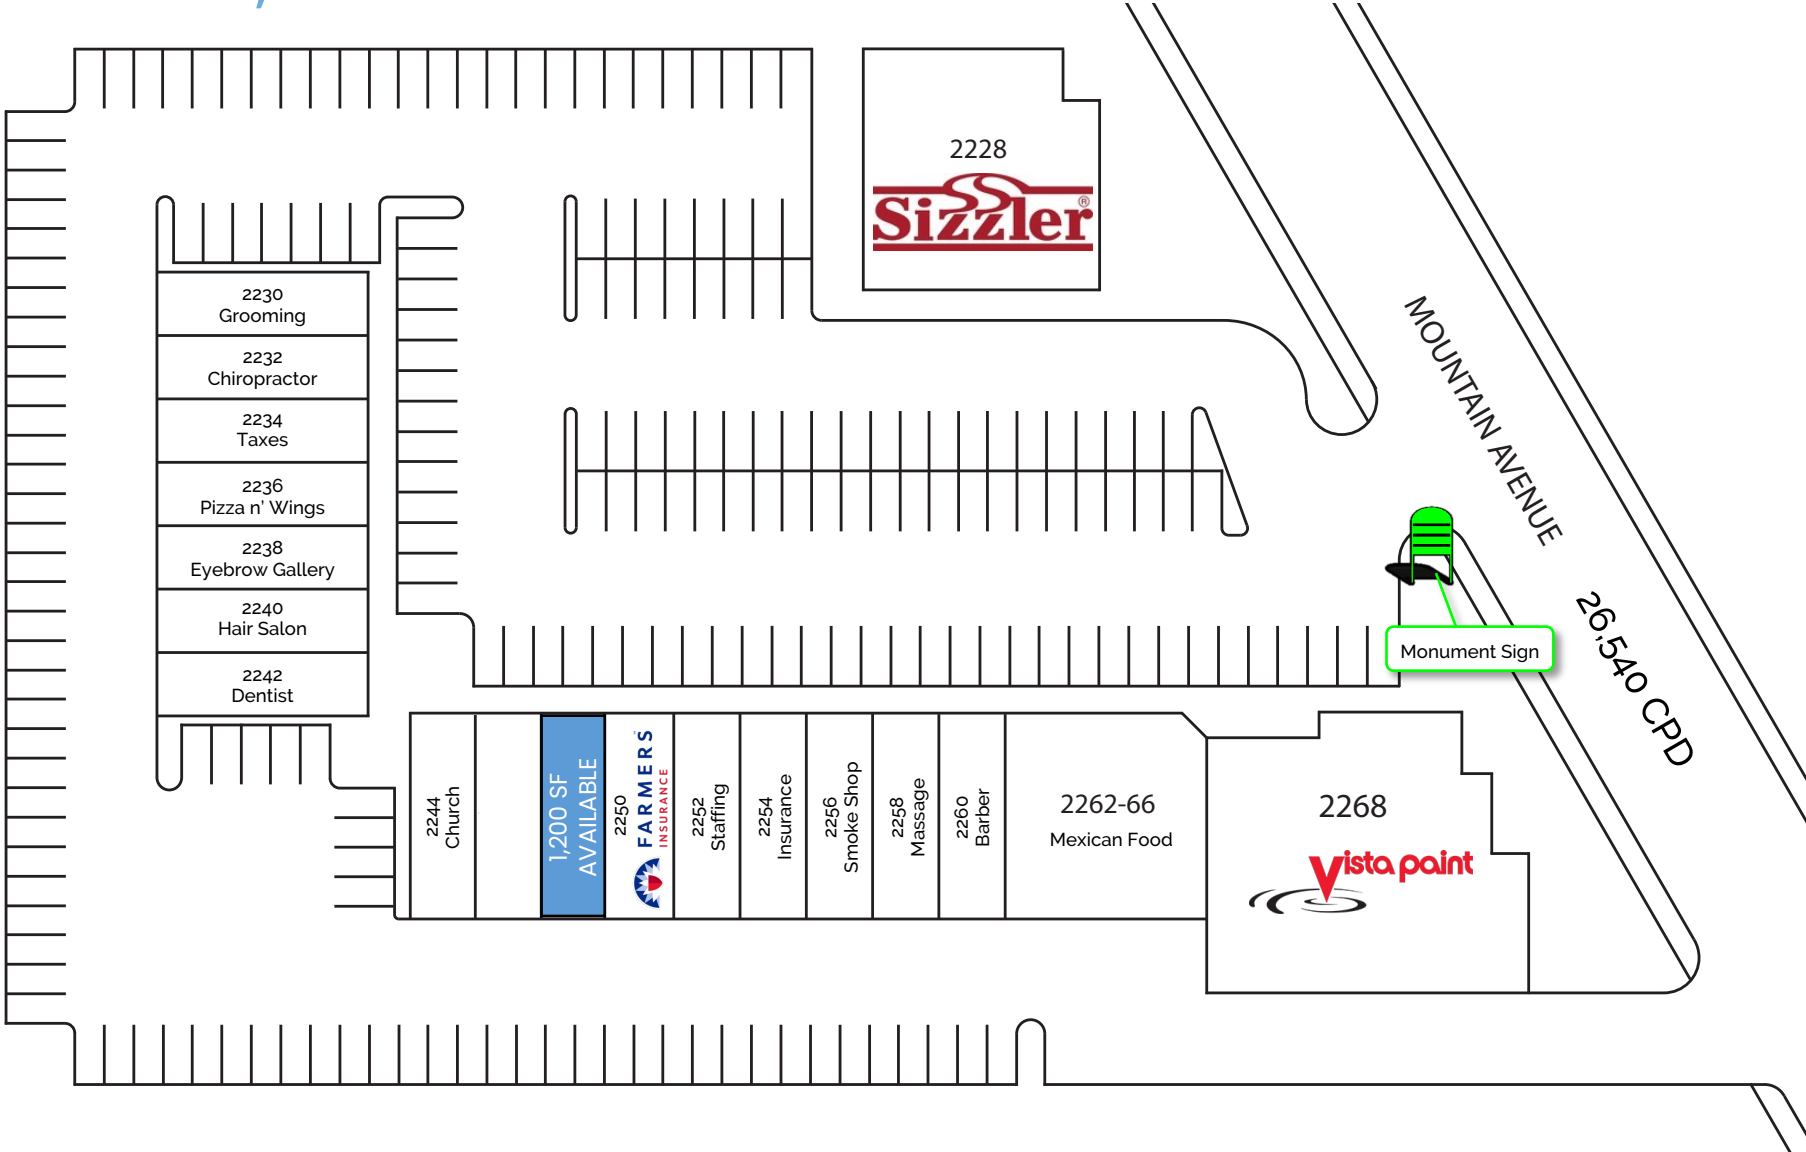 2228
Sizzler®
MOUNTAIN AVENUE
26,540 CPD
Monument Sign
2230
Grooming
2232
Chiropractor
2234
Taxes
2236
Pizza n' Wings
2238
Eyebrow Gallery
2240
Hair Salon
2242
Dentist
2244
Church
1,200 SF
AVAILABLE
2250
FARMERS
INSURANCE
2252
Staffing
2254
Insurance
2256
Smoke Shop
2258
Massage
2260
Barber
2262-66
Mexican Food
2268
Vista paint